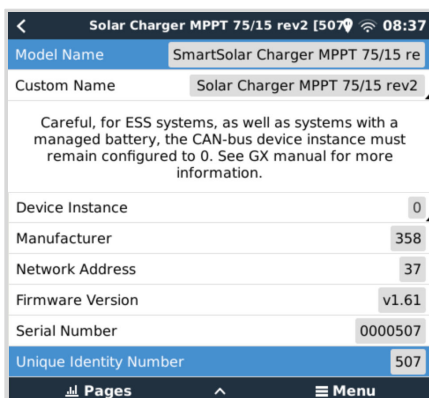 Solar Charger MPPT 75/15 rev2 [507 08:37
Model Name SmartSolar Charger MPPT 75/15 re
Custom Name Solar Charger MPPT 75/15 rev2
Careful, for ESS systems, as well as systems with a
managed battery, the CAN-bus device instance must
remain configured to 0. See GX manual for more
information.
Device Instance 0
Manufacturer 358
Network Address 37
Firmware Version v1.61
Serial Number 0000507
Unique Identity Number 507
Pages Menu